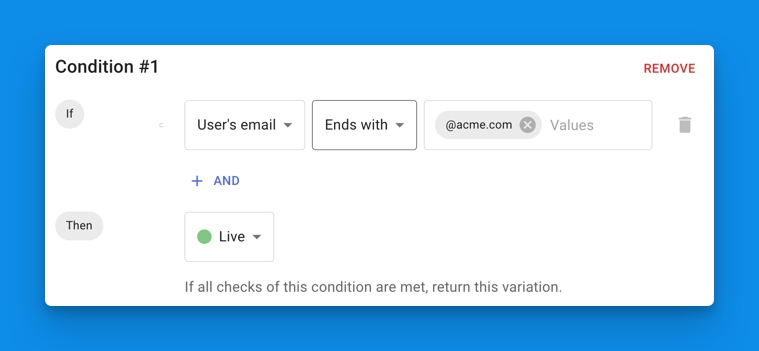 Condition #1
REMOVE
If
User's email
Ends with
@acme.com
Values
+ AND
Then
Live
If all checks of this condition are met, return this variation.